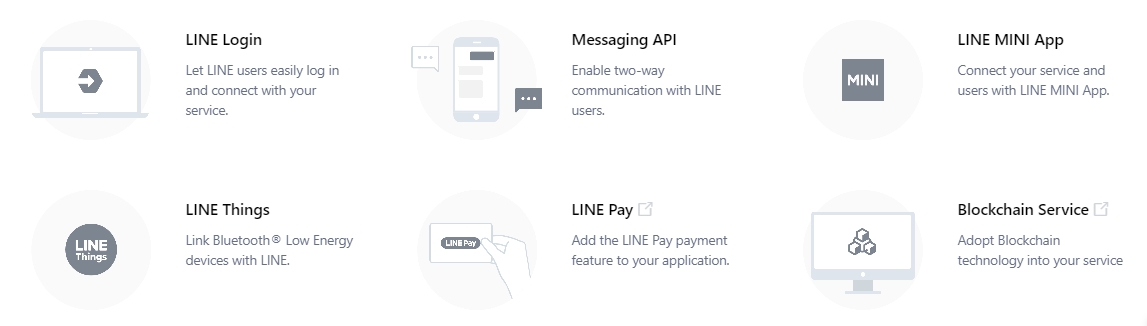 LINE Login
Let LINE users easily log in
and connect with your
service.
Messaging API
Enable two-way
communication with LINE
users.
MINI
LINE MINI App
Connect your service and
users with LINE MINI App.
LINE
Things
LINE Things
Link Bluetooth® Low Energy
devices with LINE.
LINE Pay
LINE Pay
Add the LINE Pay payment
feature to your application.
Blockchain Service
Adopt Blockchain
technology into your service